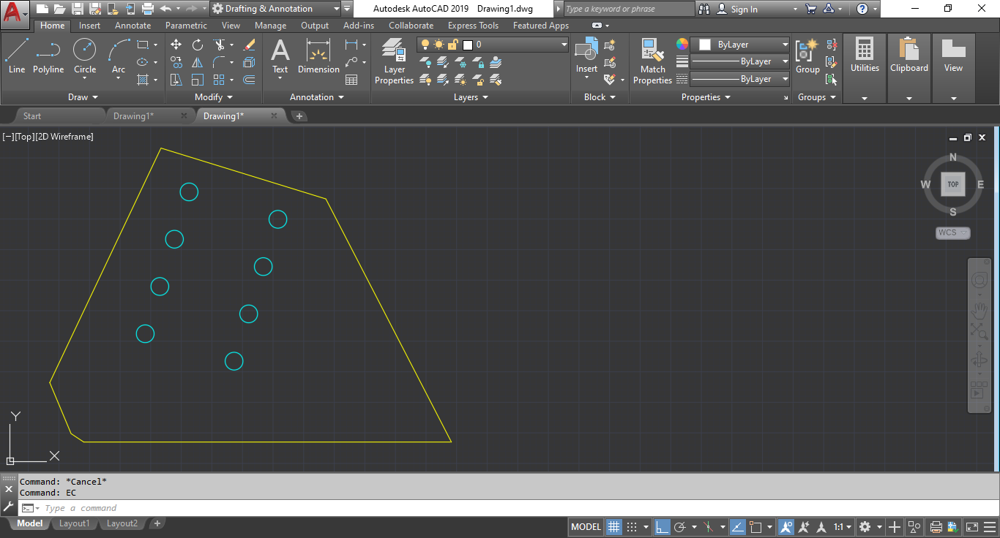 A Drafting & Annotation Autodesk AutoCAD 2019 Drawing1.dwg Type a keyword or phrase Sign In
Home Insert Annotate Parametric View Manage Output Add-ins Collaborate Express Tools Featured Apps
Line Polyline Circle Arc
Draw
Modify
A
Text Dimension
Annotation
0
Layer
Properties
Layers
Insert
Block
Match
Properties
ByLayer
ByLayer
ByLayer
Properties
Group
Groups
Utilities
Clipboard
View
Start Drawing1* Drawing1*
[−][Top][2D Wireframe]
N
W TOP E
S
WCS
Y
X
Command: *Cancel*
Command: EC
Type a command
Model Layout1 Layout2
MODEL 1:1